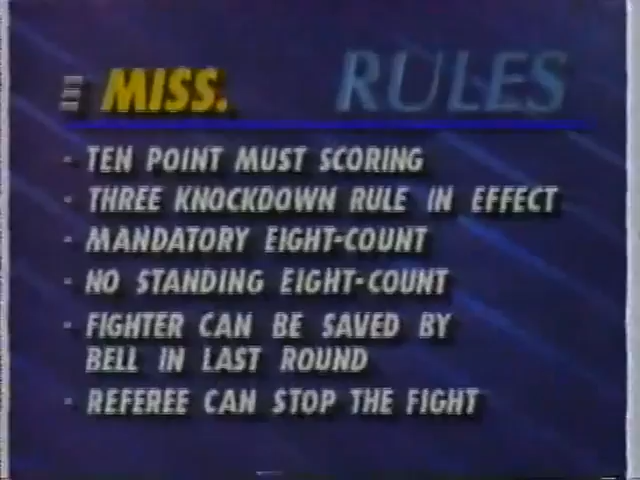 MISS. RULES
- TEN POINT MUST SCORING
- THREE KNOCKDOWN RULE IN EFFECT
- MANDATORY EIGHT-COUNT
- NO STANDING EIGHT-COUNT
- FIGHTER CAN BE SAVED BY
BELL IN LAST ROUND
- REFEREE CAN STOP THE FIGHT